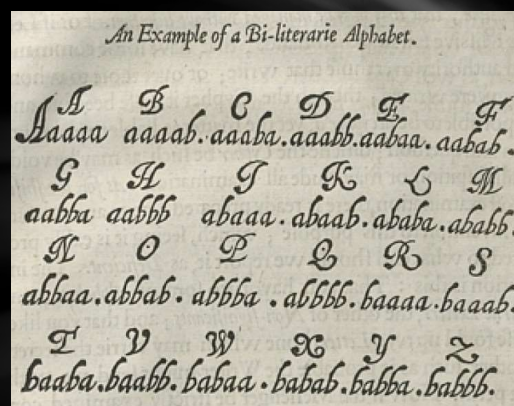 An Example of a Bi-literarie Alphabet.
A B C D E F
Aaaaa aaaab. aaaba. aaabb. aabaa. aabab.
G H I K L M
aabba aabbb abaaa. abaab. ababa. ababb.
N O P Q R S
abbaa. abbab. abbba. abbbb. baaaa. baaab.
T V W X Y Z
baaba. baabb. babaa. babab. babba. babbb.